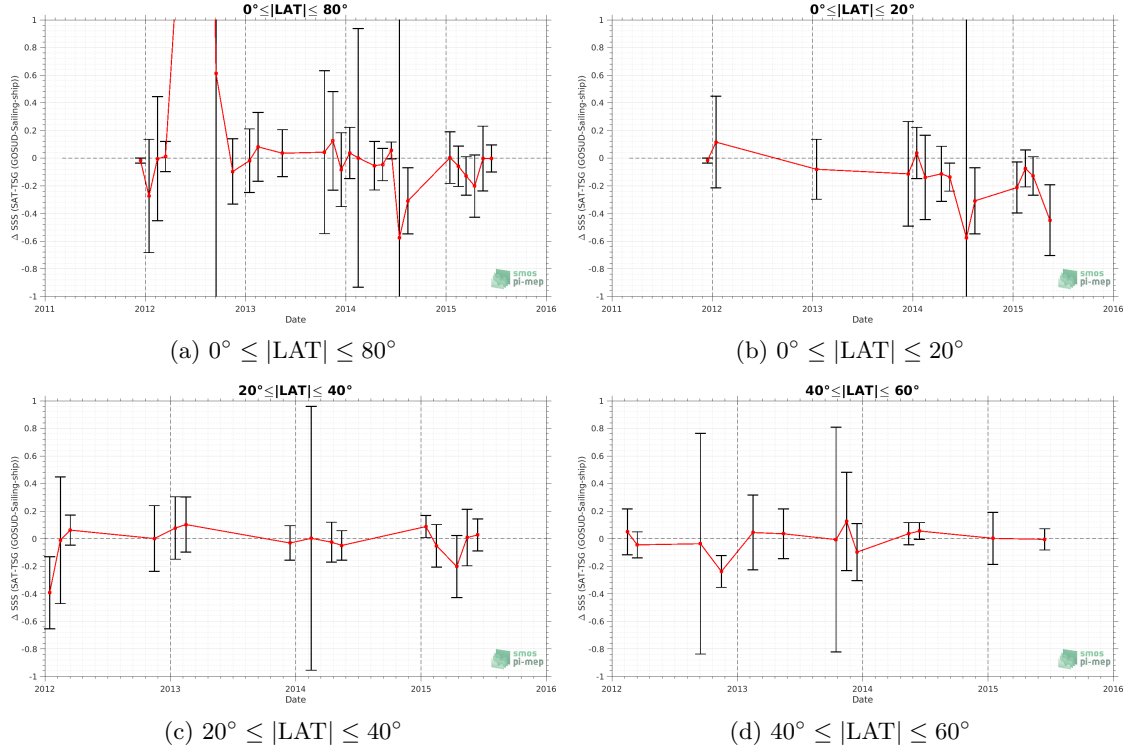 0°≤|LAT|≤ 80°
Δ SSS (SAT-TSG (GOSUD-Sailing-ship))
1
0.8
0.6
0.4
0.2
0
-0.2
-0.4
-0.6
-0.8
-1
2011 2012 2013 2014 2015 2016
Date
smos
pi-mep
(a) 0° ≤ |LAT| ≤ 80°
0°≤|LAT|≤ 20°
Δ SSS (SAT-TSG (GOSUD-Sailing-ship))
1
0.8
0.6
0.4
0.2
0
-0.2
-0.4
-0.6
-0.8
-1
2011 2012 2013 2014 2015 2016
Date
smos
pi-mep
(b) 0° ≤ |LAT| ≤ 20°
20°≤|LAT|≤ 40°
Δ SSS (SAT-TSG (GOSUD-Sailing-ship))
1
0.8
0.6
0.4
0.2
0
-0.2
-0.4
-0.6
-0.8
-1
2012 2013 2014 2015 2016
Date
smos
pi-mep
(c) 20° ≤ |LAT| ≤ 40°
40°≤|LAT|≤ 60°
Δ SSS (SAT-TSG (GOSUD-Sailing-ship))
1
0.8
0.6
0.4
0.2
0
-0.2
-0.4
-0.6
-0.8
-1
2012 2013 2014 2015 2016
Date
smos
pi-mep
(d) 40° ≤ |LAT| ≤ 60°